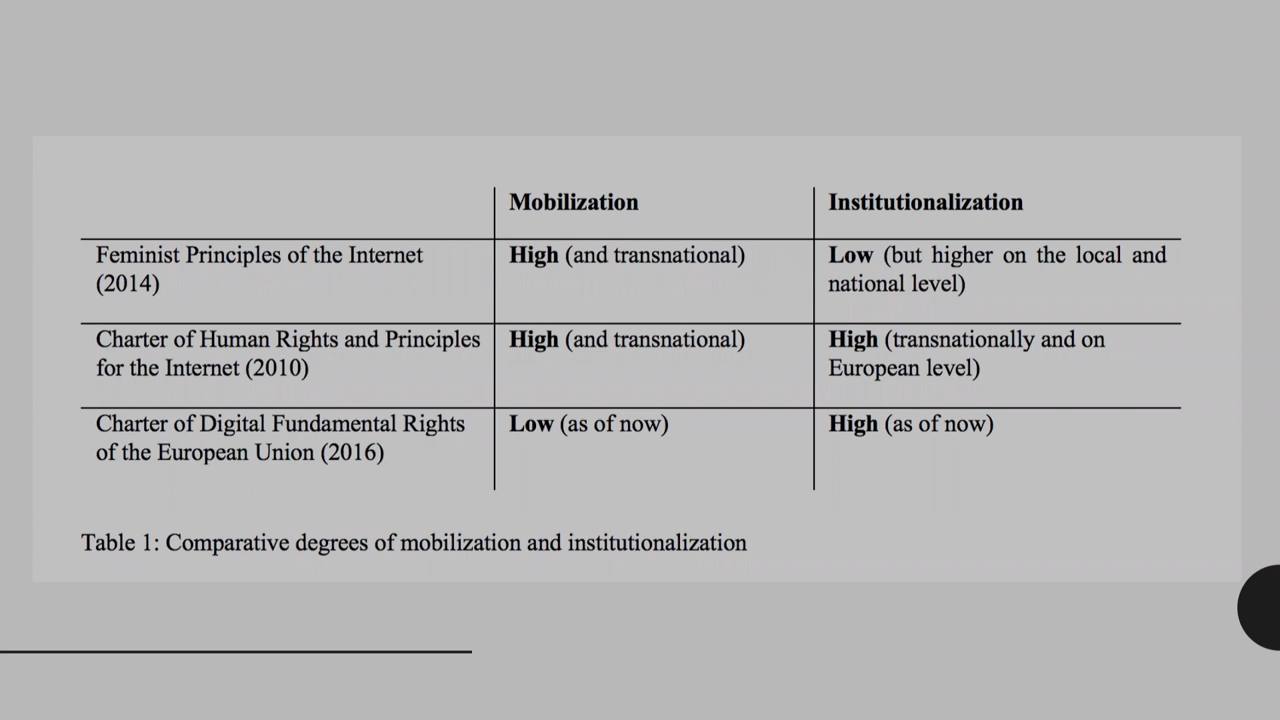 Mobilization Institutionalization
Feminist Principles of the Internet High (and transnational) Low (but higher on the local and
(2014) national level)
Charter of Human Rights and Principles High (and transnational) High (transnationally and on
for the Internet (2010) European level)
Charter of Digital Fundamental Rights Low (as of now) High (as of now)
of the European Union (2016)
Table 1: Comparative degrees of mobilization and institutionalization